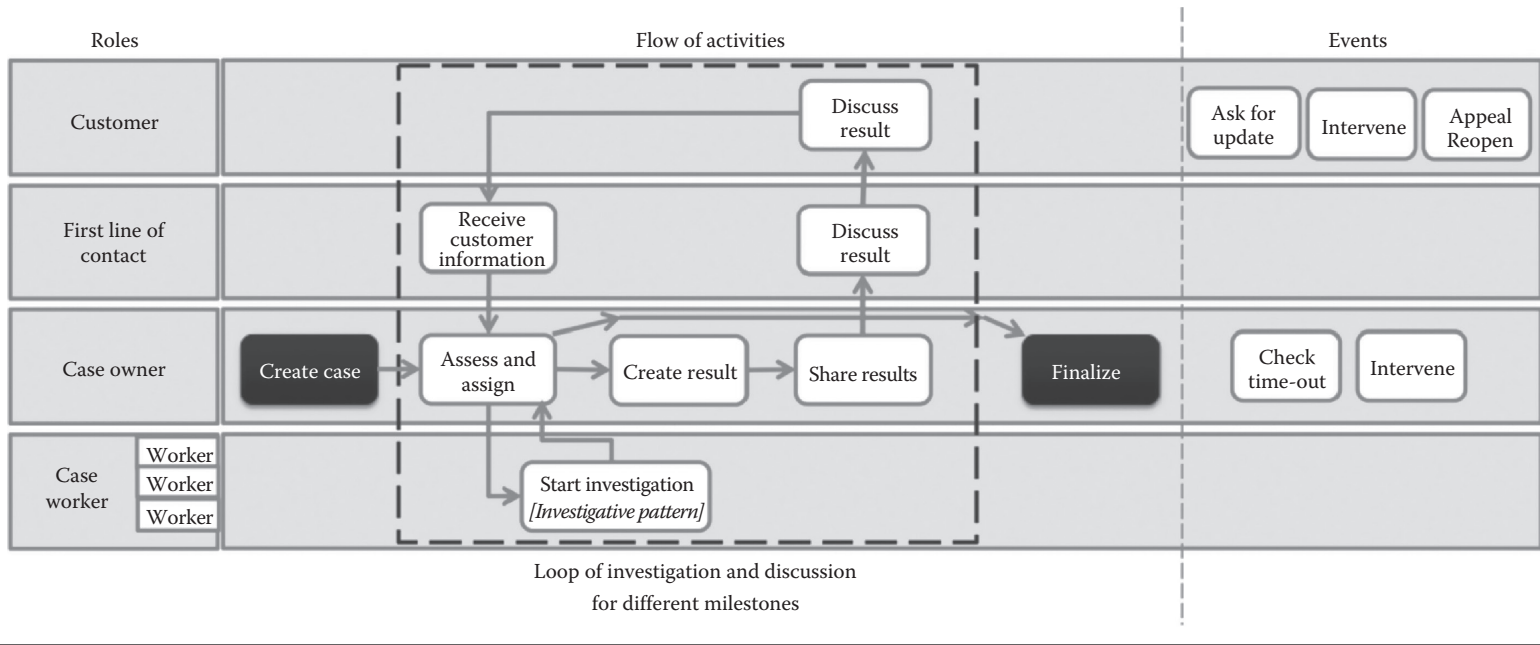 Roles
Flow of activities
Events
Customer
Discuss
result
Ask for
update
Intervene
Appeal
Reopen
First line of
contact
Receive
customer
information
Discuss
result
Case owner
Create case
Assess and
assign
Create result
Share results
Finalize
Check
time-out
Intervene
Case
worker
Worker
Worker
Worker
Start investigation
[Investigative pattern]
Loop of investigation and discussion
for different milestones